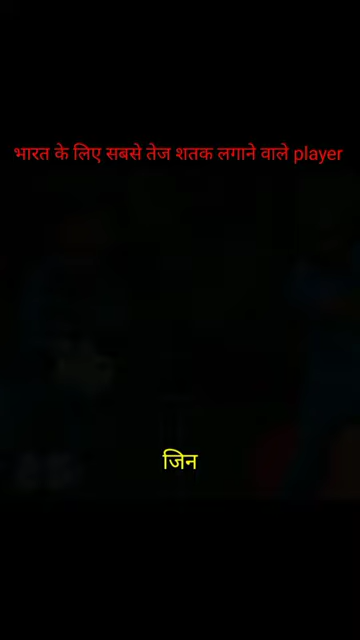 भारत के लिए सबसे तेज शतक लगाने वाले player
जिन